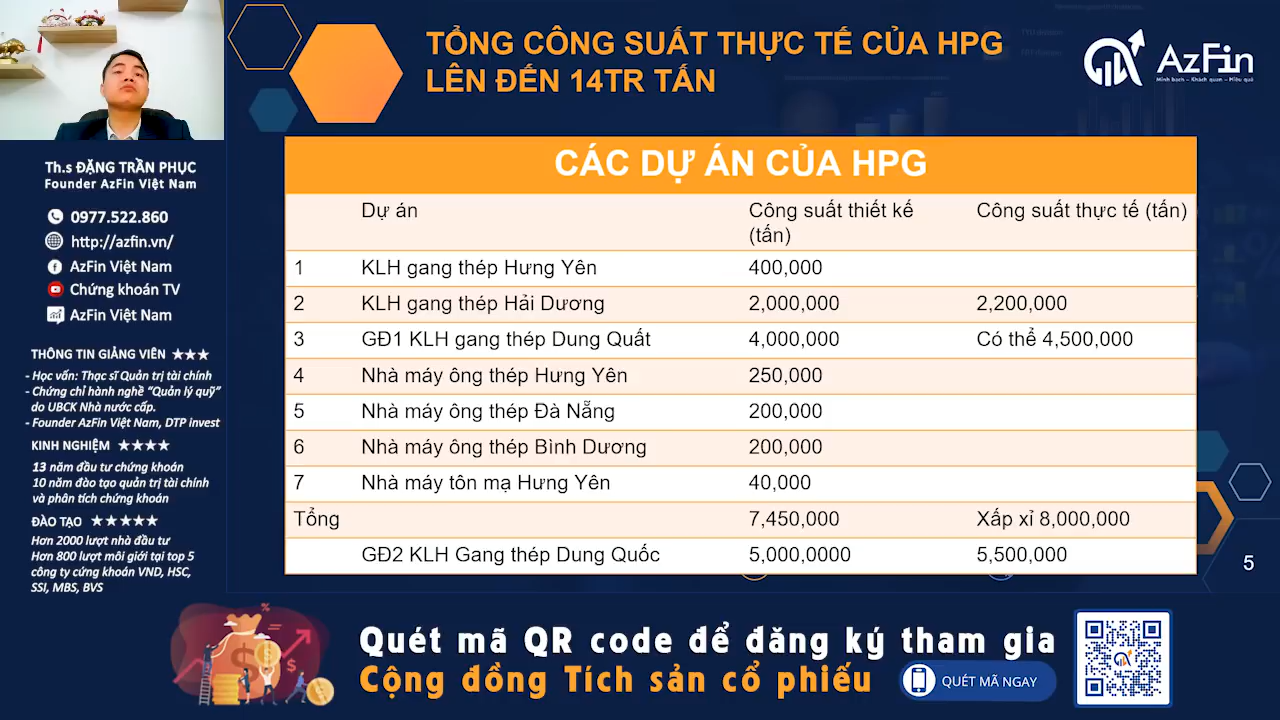 TỔNG CÔNG SUẤT THỰC TẾ CỦA HPG
LÊN ĐẾN 14TR TẤN
AzFin
Minh bạch – Khách quan – Hiệu quả
Th.s ĐẶNG TRẦN PHỤC
Founder AzFin Việt Nam
0977.522.860
http://azfin.vn/
AzFin Việt Nam
Chứng khoán TV
AzFin Việt Nam
THÔNG TIN GIẢNG VIÊN ★★★
- Học vấn: Thạc sĩ Quản trị tài chính
- Chứng chỉ hành nghề “Quản lý quỹ”
do UBCK Nhà nước cấp.
- Founder AzFin Việt Nam, DTP invest
KINH NGHIỆM ★★★★
13 năm đầu tư chứng khoán
10 năm đào tạo quản trị tài chính
và phân tích chứng khoán
ĐÀO TẠO ★★★★★
Hơn 2000 lượt nhà đầu tư
Hơn 800 lượt môi giới tại top 5
công ty cứng khoán VND, HSC,
SSI, MBS, BVS
CÁC DỰ ÁN CỦA HPG
Dự án Công suất thiết kế Công suất thực tế (tấn)
(tấn)
1 KLH gang thép Hưng Yên 400,000
2 KLH gang thép Hải Dương 2,000,000 2,200,000
3 GĐ1 KLH gang thép Dung Quất 4,000,000 Có thể 4,500,000
4 Nhà máy ông thép Hưng Yên 250,000
5 Nhà máy ông thép Đà Nẵng 200,000
6 Nhà máy ông thép Bình Dương 200,000
7 Nhà máy tôn mạ Hưng Yên 40,000
Tổng 7,450,000 Xấp xỉ 8,000,000
GĐ2 KLH Gang thép Dung Quốc 5,000,0000 5,500,000
5
Quét mã QR code để đăng ký tham gia
Cộng đồng Tích sản cổ phiếu
QUÉT MÃ NGAY